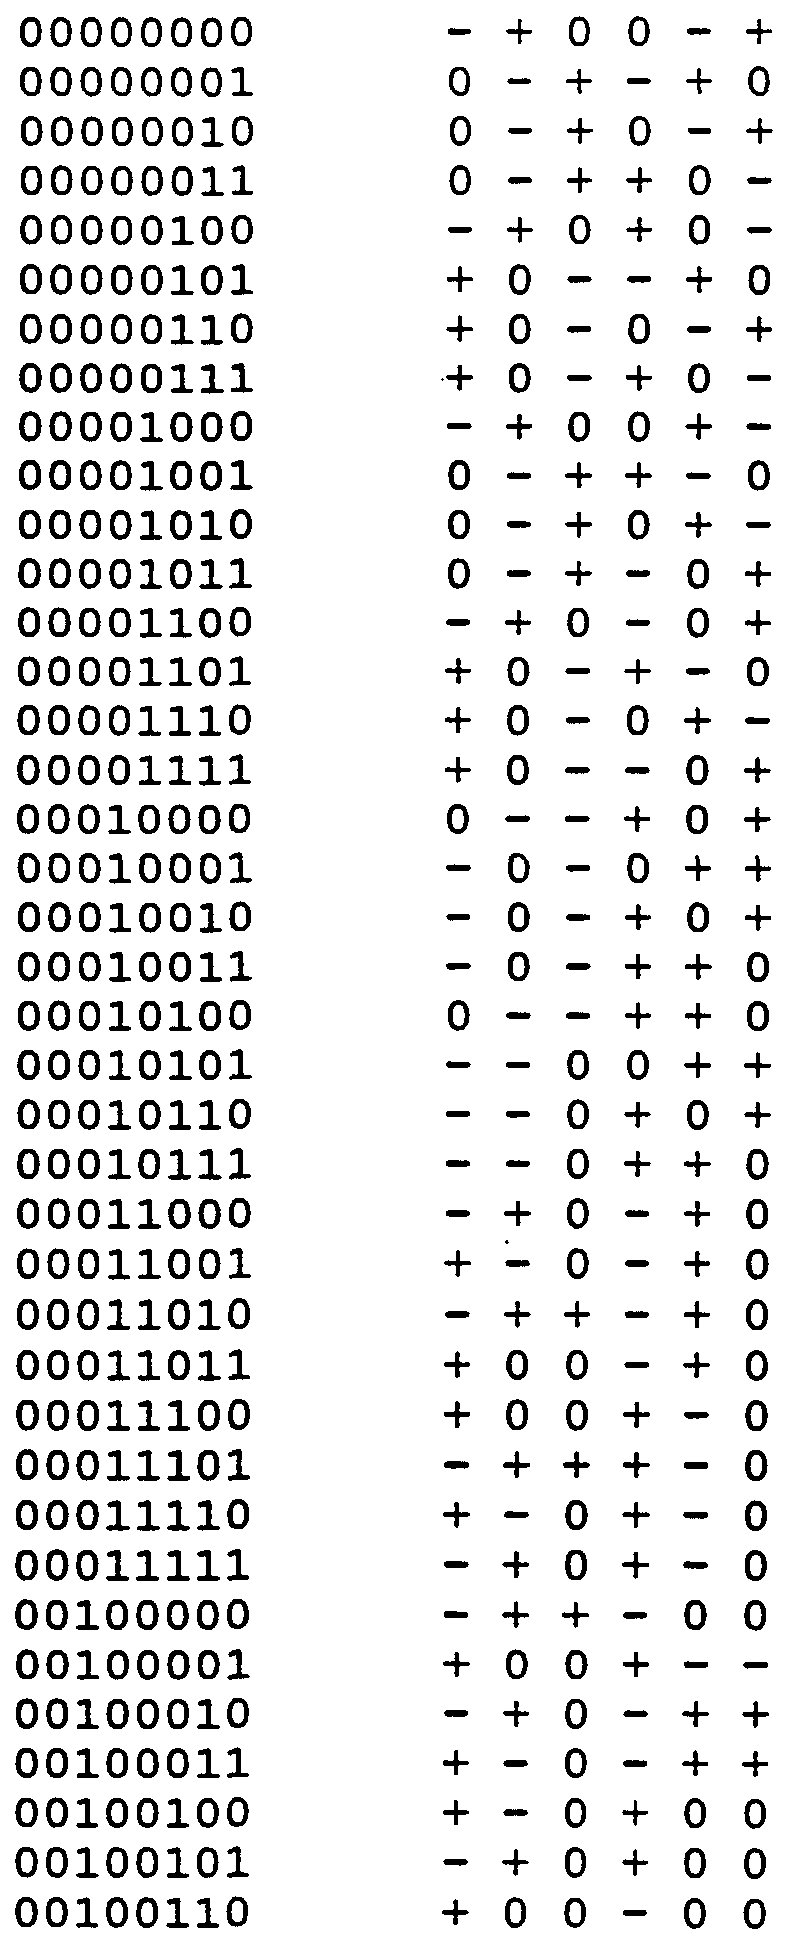 00000000 - + 0 0 - +
00000001 0 - + - + 0
00000010 0 - + 0 - +
00000011 0 - + + 0 -
00000100 - + 0 + 0 -
00000101 + 0 - - + 0
00000110 + 0 - 0 - +
00000111 + 0 - + 0 -
00001000 - + 0 0 + -
00001001 0 - + + - 0
00001010 0 - + 0 + -
00001011 0 - + - 0 +
00001100 - + 0 - 0 +
00001101 + 0 - + - 0
00001110 + 0 - 0 + -
00001111 + 0 - - 0 +
00010000 0 - - + 0 +
00010001 - 0 - 0 + +
00010010 - 0 - + 0 +
00010011 - 0 - + + 0
00010100 0 - - + + 0
00010101 - - 0 0 + +
00010110 - - 0 + 0 +
00010111 - - 0 + + 0
00011000 - + 0 - + 0
00011001 + - 0 - + 0
00011010 - + + - + 0
00011011 + 0 0 - + 0
00011100 + 0 0 + - 0
00011101 - + + + - 0
00011110 + - 0 + - 0
00011111 - + 0 + - 0
00100000 - + + - 0 0
00100001 + 0 0 + - -
00100010 - + 0 - + +
00100011 + - 0 - + +
00100100 + - 0 + 0 0
00100101 - + 0 + 0 0
00100110 + 0 0 - 0 0